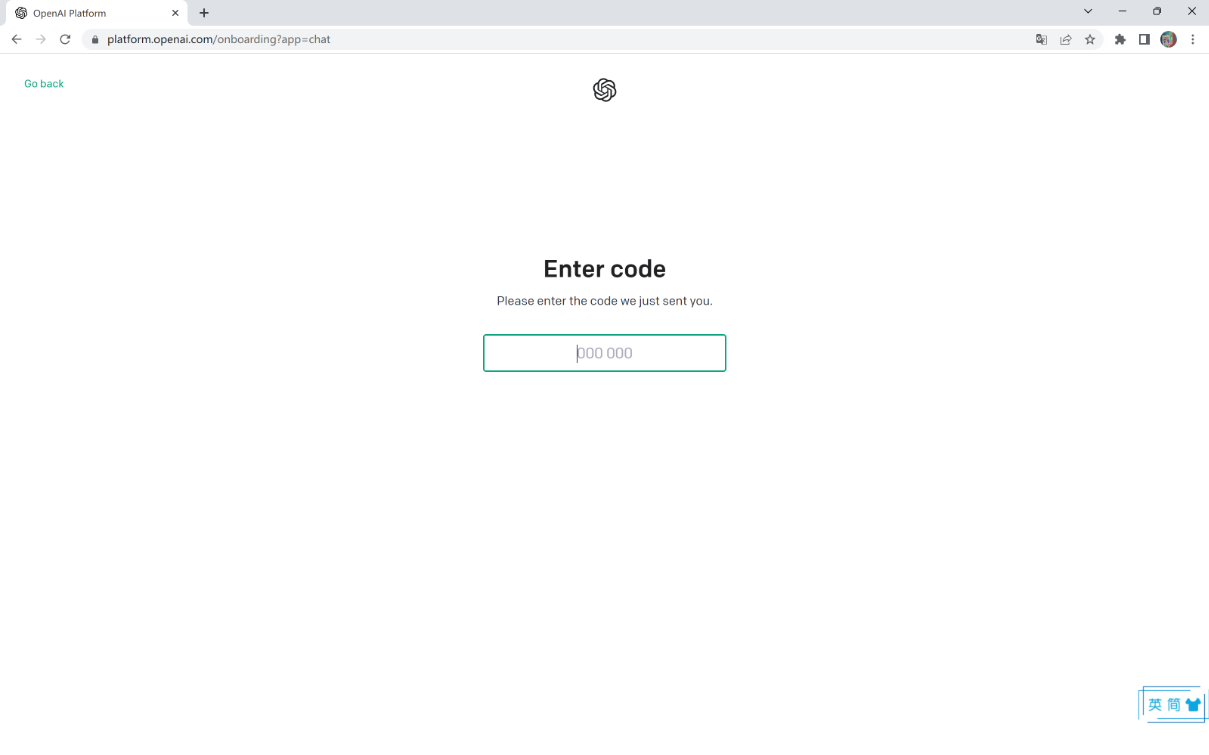 OpenAI Platform
platform.openai.com/onboarding?app=chat
Go back
Enter code
Please enter the code we just sent you.
000 000
英 简